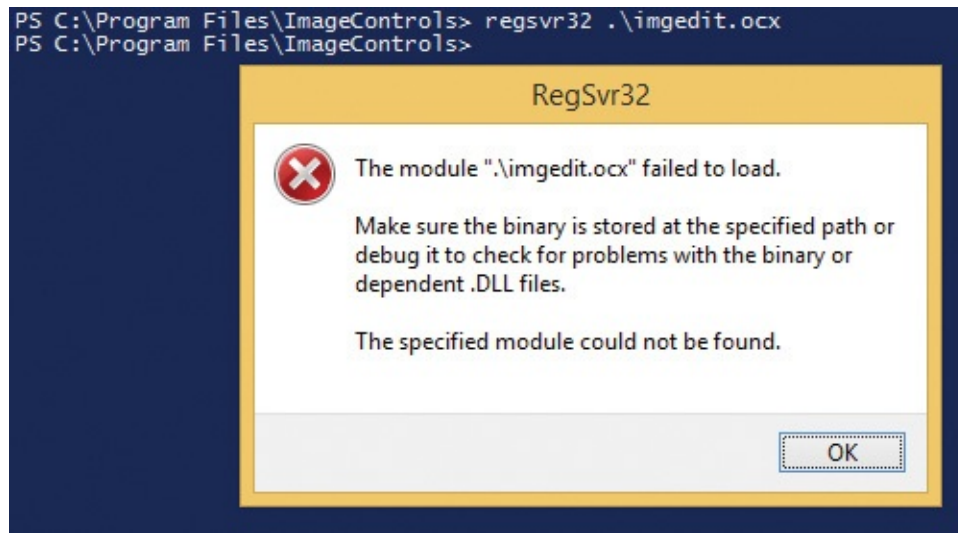 PS C:\Program Files\ImageControls> regsvr32 .\imgedit.ocx
PS C:\Program Files\ImageControls>
RegSvr32
The module ".\imgedit.ocx" failed to load.
Make sure the binary is stored at the specified path or
debug it to check for problems with the binary or
dependent .DLL files.
The specified module could not be found.
OK